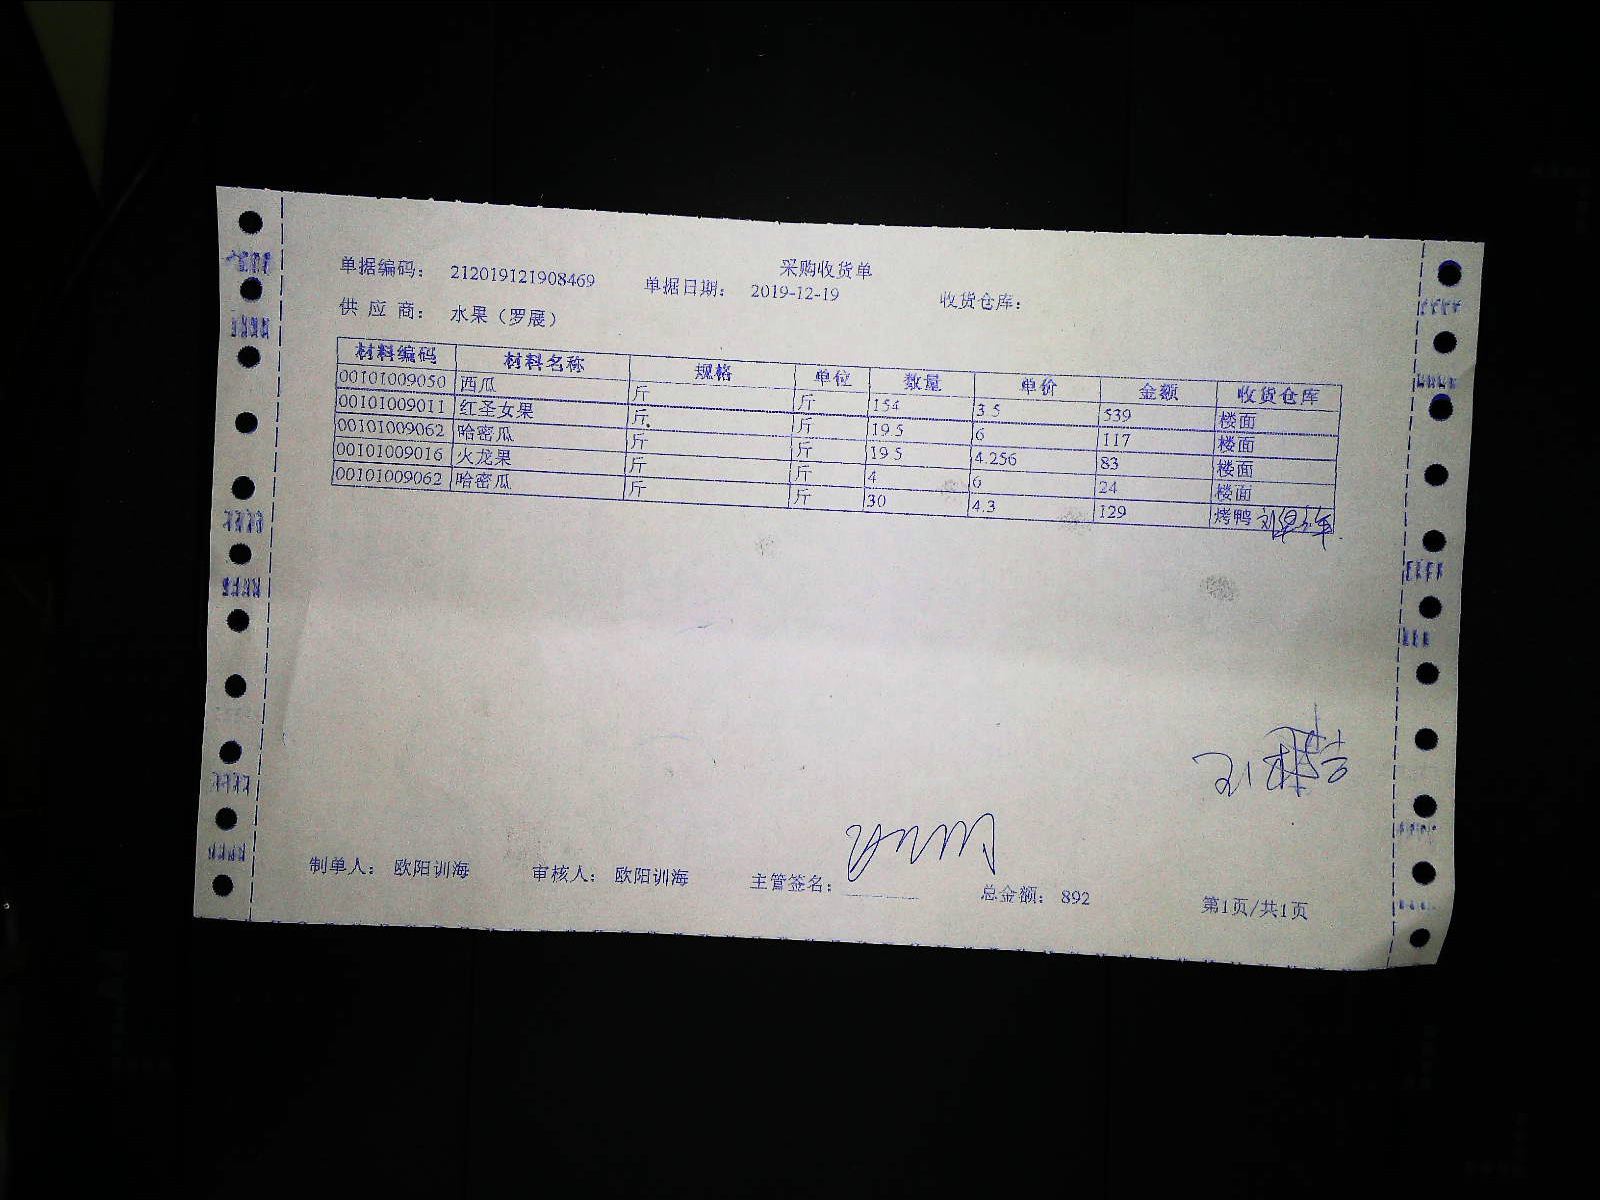 采购收货单
单据编码： 212019121908469 单据日期： 2019-12-19 收货仓库：
供 应 商： 水果（罗展）
材料编码 材料名称 规格 单位 数量 单价 金额 收货仓库
00101009050 西瓜 斤 斤 154 3.5 539 楼面
00101009011 红圣女果 斤 斤 19.5 6 117 楼面
00101009062 哈密瓜 斤 斤 19.5 4.256 83 楼面
00101009016 火龙果 斤 斤 4 6 24 楼面
00101009062 哈密瓜 斤 斤 30 4.3 129 烤鸭
制单人： 欧阳训海 审核人： 欧阳训海 主管签名： 总金额： 892 第1页/共1页